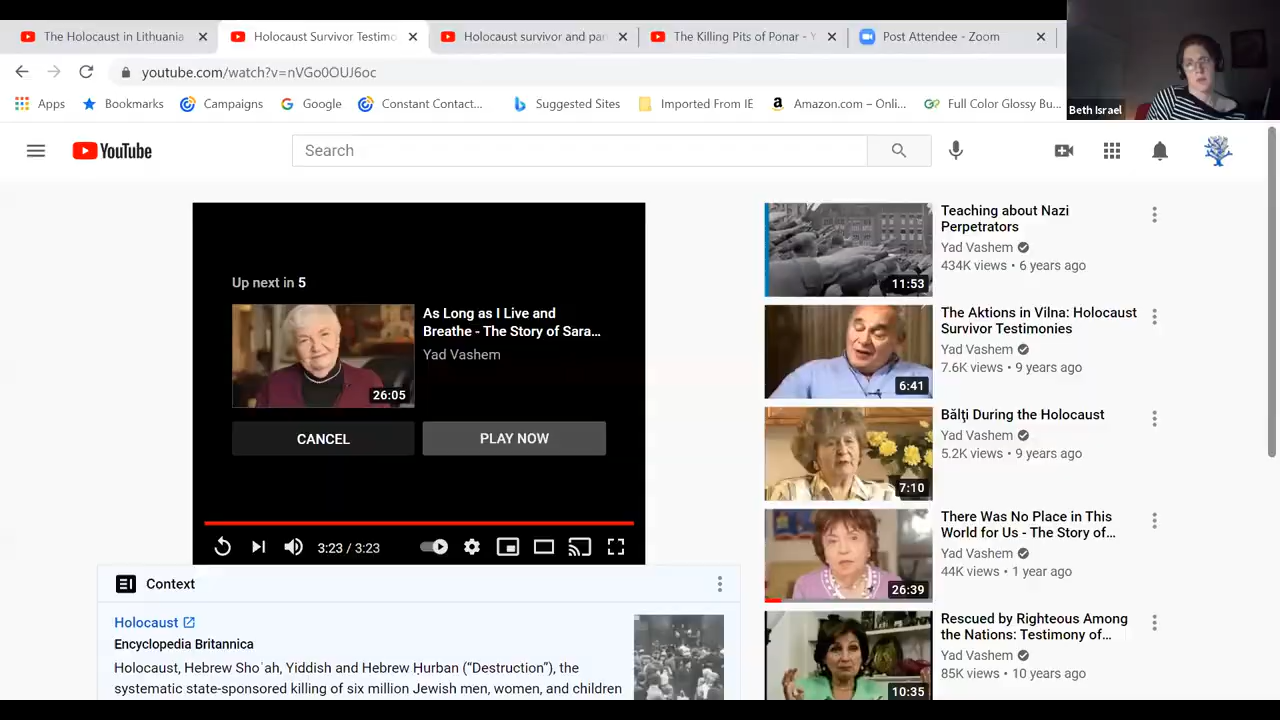 The Holocaust in Lithuania
Holocaust Survivor Testimo
Holocaust survivor and par
The Killing Pits of Ponar - Y
Post Attendee - Zoom
youtube.com/watch?v=nVGo0OUJ6oc
Apps
Bookmarks
Campaigns
Google
Constant Contact...
Suggested Sites
Imported From IE
Amazon.com – Onli...
Full Color Glossy Bu...
Beth Israel
YouTube
Search
Up next in 5
As Long as I Live and
Breathe - The Story of Sara...
Yad Vashem
26:05
CANCEL
PLAY NOW
3:23 / 3:23
Context
Holocaust
Encyclopedia Britannica
Holocaust, Hebrew Shoʾah, Yiddish and Hebrew Ḥurban (“Destruction”), the
systematic state-sponsored killing of six million Jewish men, women, and children
Teaching about Nazi
Perpetrators
Yad Vashem
434K views • 6 years ago
11:53
The Aktions in Vilna: Holocaust
Survivor Testimonies
Yad Vashem
7.6K views • 9 years ago
6:41
Bălţi During the Holocaust
Yad Vashem
5.2K views • 9 years ago
7:10
There Was No Place in This
World for Us - The Story of...
Yad Vashem
44K views • 1 year ago
26:39
Rescued by Righteous Among
the Nations: Testimony of...
Yad Vashem
85K views • 10 years ago
10:35